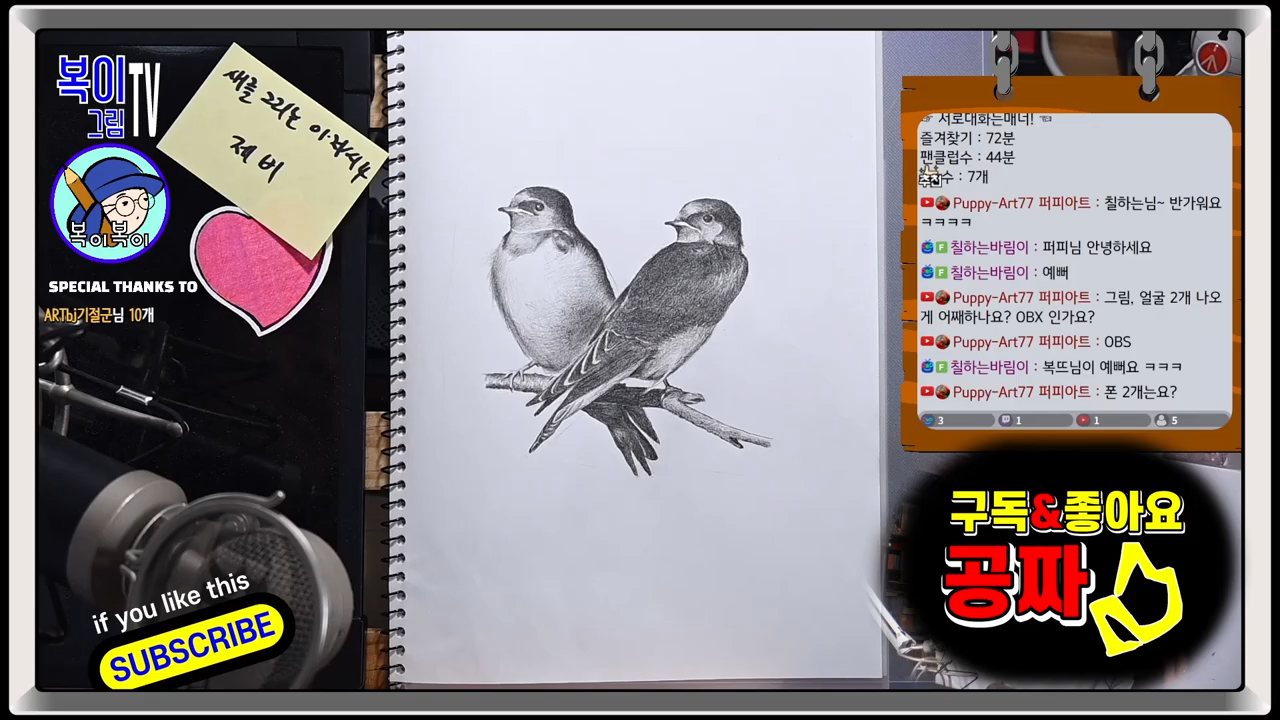 복이TV
그림
새를 그리는 이.과.사.나
제비
복이복이
SPECIAL THANKS TO
ARTbj기절군님 10개
if you like this
SUBSCRIBE
☞ 서로대화는매너! ☜
즐겨찾기 : 72분
팬클럽수 : 44분
추천수 : 7개
Puppy-Art77 퍼피아트 : 칠하는님~ 반가워요
ㅋㅋㅋㅋ
F 칠하는바림이 : 퍼피님 안녕하세요
F 칠하는바림이 : 예뻐
Puppy-Art77 퍼피아트 : 그림, 얼굴 2개 나오
게 어째하나요? OBX 인가요?
Puppy-Art77 퍼피아트 : OBS
F 칠하는바림이 : 복뜨님이 예뻐요 ㅋㅋㅋ
Puppy-Art77 퍼피아트 : 폰 2개는요?
3 1 1 5
구독&좋아요
공짜